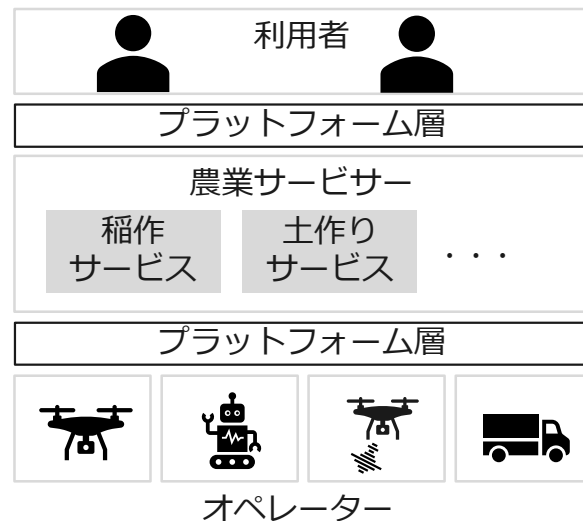 利用者
プラットフォーム層
農業サービサー
稲作
サービス
土作り
サービス
・・・
プラットフォーム層
オペレーター